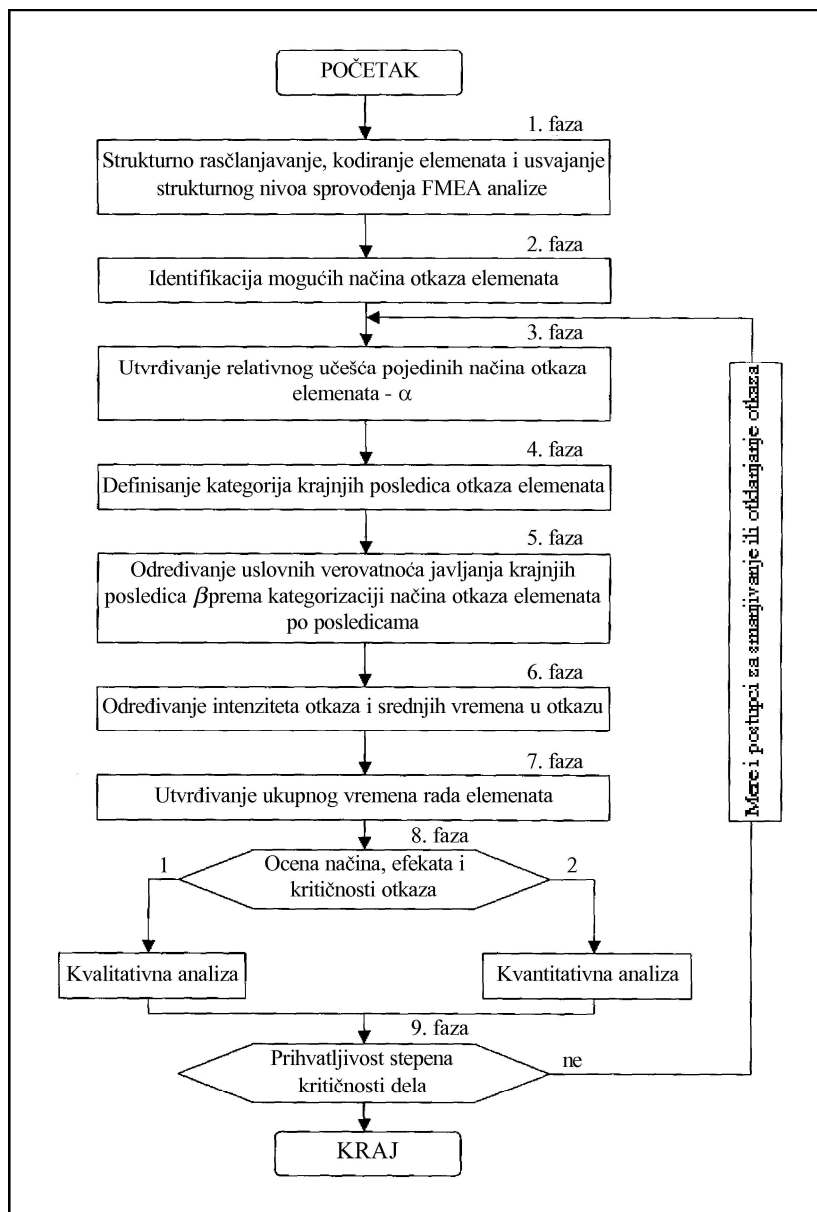 POČETAK
1. faza
Strukturno rasčlanjavanje, kodiranje elemenata i usvajanje
strukturnog nivoa sprovođenja FMEA analize
2. faza
Identifikacija mogućih načina otkaza elemenata
3. faza
Utvrđivanje relativnog učešća pojedinih načina otkaza
elemenata - α
4. faza
Definisanje kategorija krajnjih posledica otkaza elemenata
5. faza
Određivanje uslovnih verovatnoća javljanja krajnjih
posledica βprema kategorizaciji načina otkaza elemenata
po posledicama
6. faza
Određivanje intenziteta otkaza i srednjih vremena u otkazu
7. faza
Utvrđivanje ukupnog vremena rada elemenata
8. faza
1
Ocena načina, efekata i
kritičnosti otkaza
2
Kvalitativna analiza
Kvantitativna analiza
9. faza
Prihvatljivost stepena
kritičnosti dela
ne
KRAJ
Mere i postupci za smanjivanje ili otklanjanje otkaza